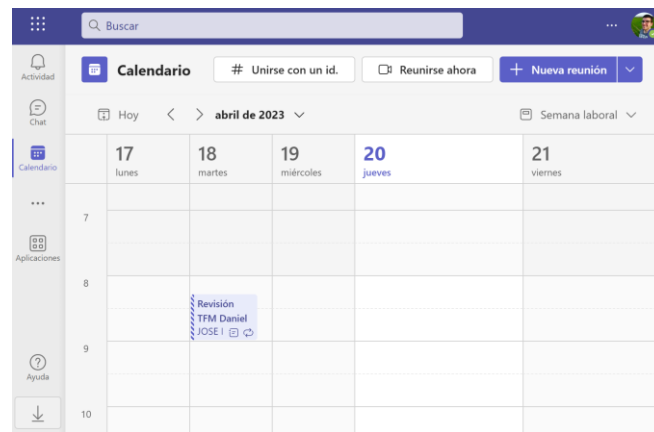 Buscar
Actividad
Chat
Calendario
Aplicaciones
Ayuda
Calendario
# Unirse con un id.
Reunirse ahora
Nueva reunión
Hoy
abril de 2023
Semana laboral
17
lunes
18
martes
19
miércoles
20
jueves
21
viernes
7
8
Revisión
TFM Daniel
JOSE I
9
10